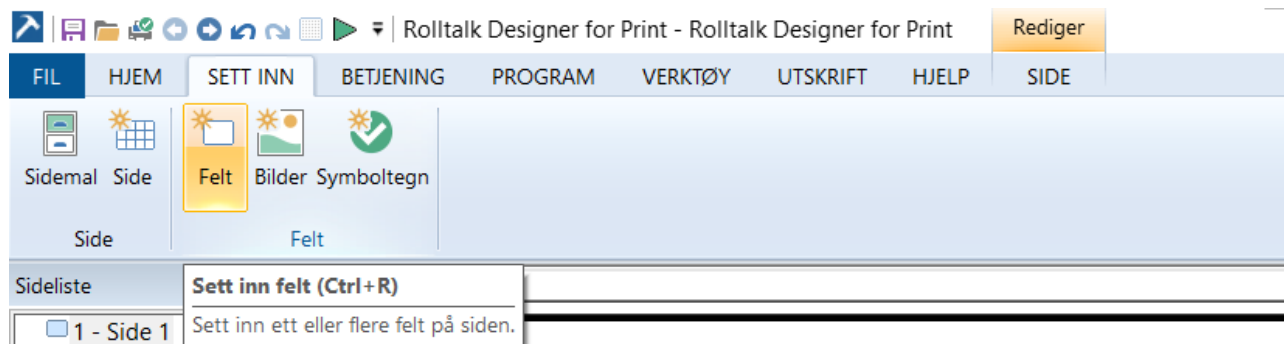 Rolltalk Designer for Print - Rolltalk Designer for Print Rediger
FIL HJEM SETT INN BETJENING PROGRAM VERKTØY UTSKRIFT HJELP SIDE
Sidemal Side Felt Bilder Symboltegn
Side Felt
Sideliste
Sett inn felt (Ctrl+R)
1 - Side 1
Sett inn ett eller flere felt på siden.